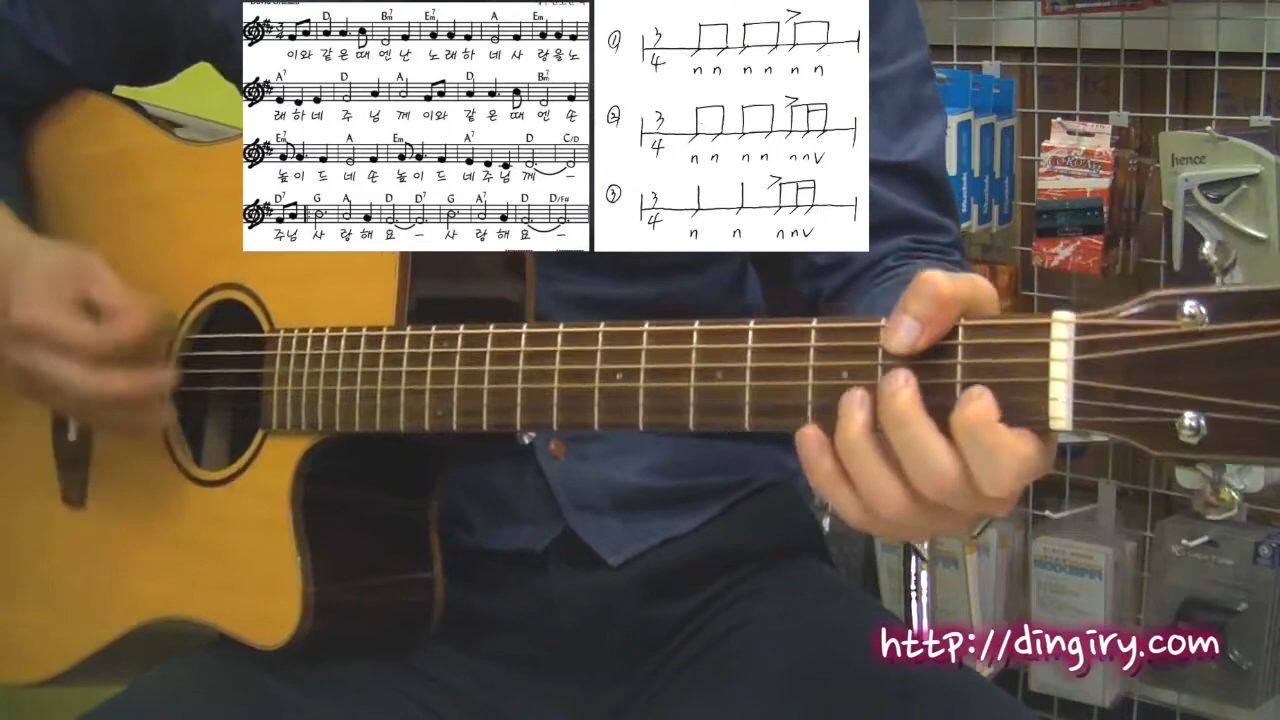 D Bm7 Em7 A Em
이와 같은 때 엔 난 노래하 네 사 랑을 노
A7 D A D Bm7
래하네 주 님 께 이와 같 은 때 엔 손
Em7 A Em A7 D C/D
높이 드 네 손 높이 드 네 주 님 께 –
D7 G A D D7 G A7 D D/F#
주님 사 랑 해 요 – 사 랑 해 요 –
① 3/4 >
n n n n n n
② 3/4 >
n n n n n n v
③ 3/4 >
n n n n v
hence
http://dingiry.com